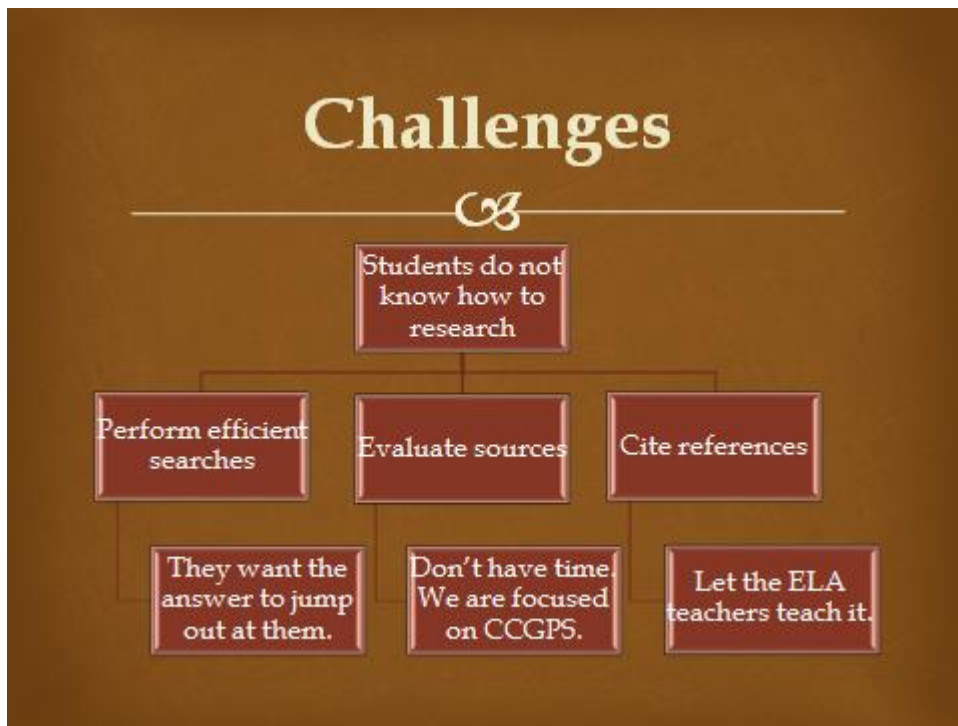 Challenges
Students do not
know how to
research
Perform efficient
searches
Evaluate sources
Cite references
They want the
answer to jump
out at them.
Don't have time.
We are focused
on CCGPS.
Let the ELA
teachers teach it.